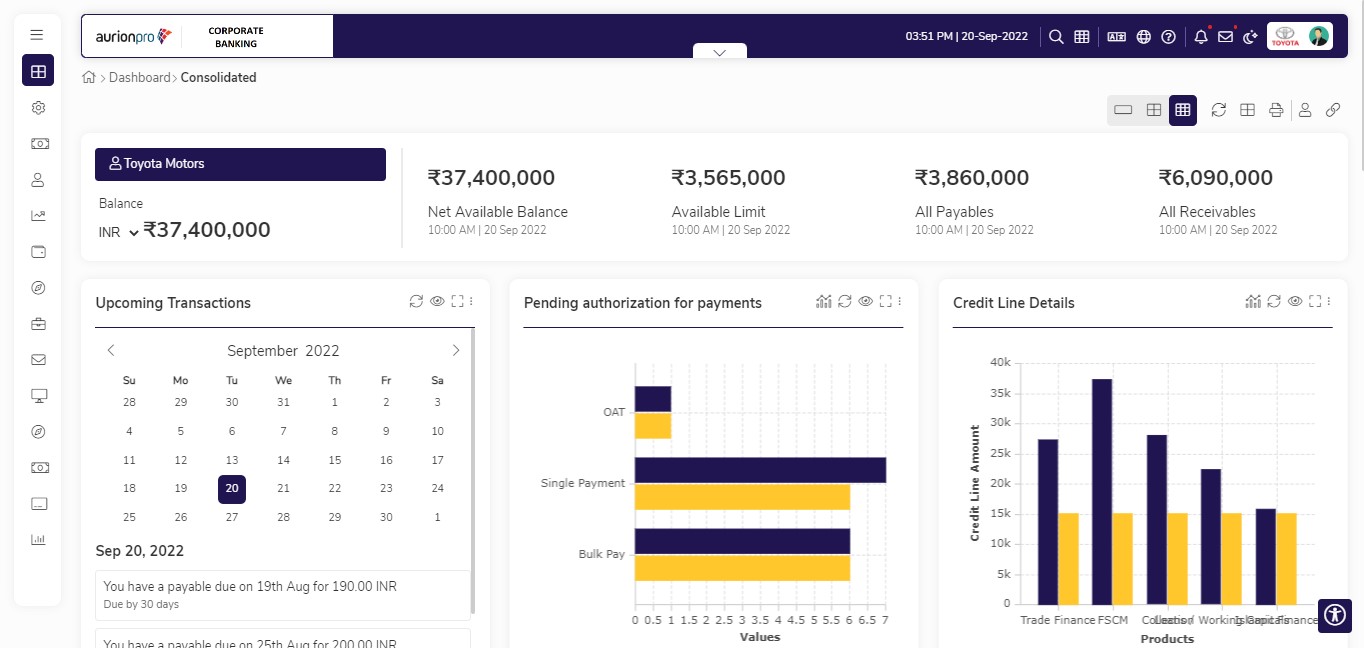 aurionpro
CORPORATE
BANKING
03:51 PM | 20-Sep-2022
TOYOTA
Dashboard
Consolidated
Toyota Motors
Balance
INR ₹37,400,000
₹37,400,000
Net Available Balance
10:00 AM | 20 Sep 2022
₹3,565,000
Available Limit
10:00 AM | 20 Sep 2022
₹3,860,000
All Payables
10:00 AM | 20 Sep 2022
₹6,090,000
All Receivables
10:00 AM | 20 Sep 2022
Upcoming Transactions
September 2022
Su Mo Tu We Th Fr Sa
28 29 30 31 1 2 3
4 5 6 7 8 9 10
11 12 13 14 15 16 17
18 19 20 21 22 23 24
25 26 27 28 29 30 1
Sep 20, 2022
You have a payable due on 19th Aug for 190.00 INR
Due by 30 days
You have a payable due on 25th Aug for 200.00 INR
Pending authorization for payments
OAT
Single Payment
Bulk Pay
0 0.5 1 1.5 2 2.5 3 3.5 4 4.5 5 5.5 6 6.5 7
Values
Credit Line Details
Credit Line Amount
40k
35k
30k
25k
20k
15k
10k
5k
0
Trade Finance FSCM Working Finance
Products